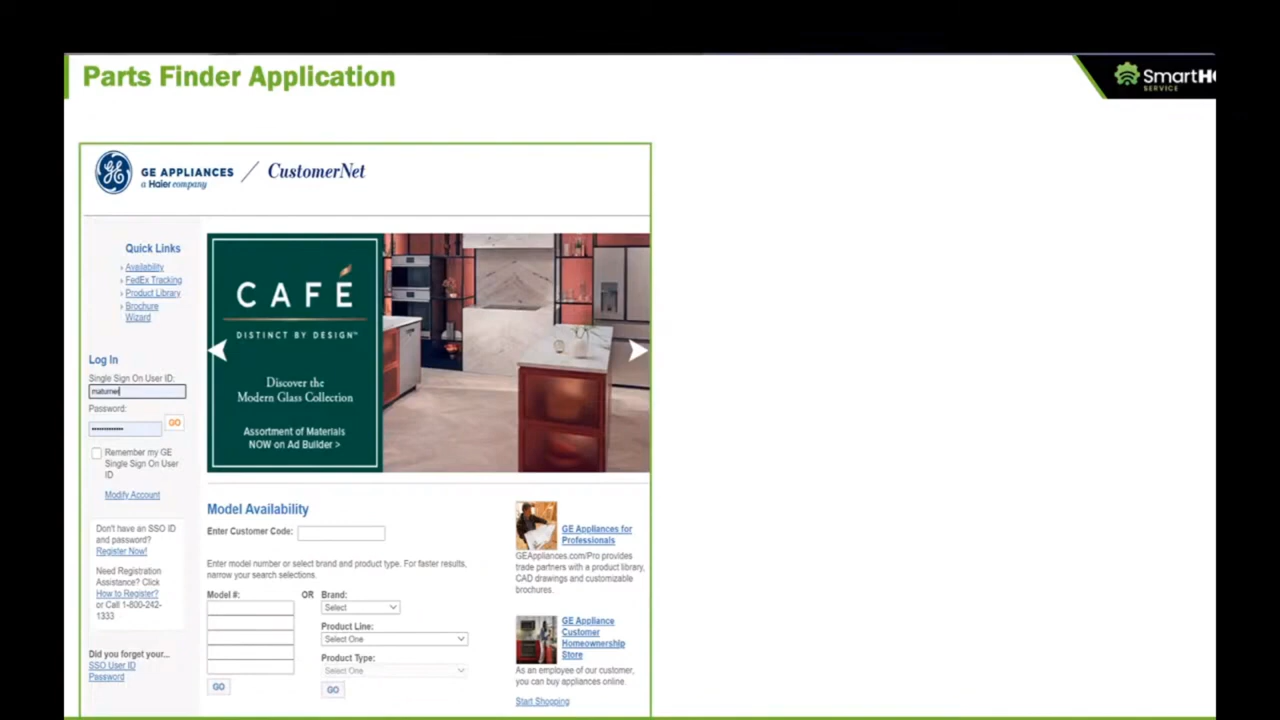 Parts Finder Application
SmartH
SERVICE
GE APPLIANCES
a Haier company
CustomerNet
Quick Links
Availability
FedEx Tracking
Product Library
Brochure
Wizard
Log In
Single Sign On User ID:
Password:
GO
Remember my GE
Single Sign On User
ID
Modify Account
Don't have an SSO ID
and password?
Register Now!
Need Registration
Assistance? Click
How to Register?
or Call 1-800-242-
1333
Did you forget your...
SSO User ID
Password
CAFÉ
DISTINCT BY DESIGN™
Discover the
Modern Glass Collection
Assortment of Materials
NOW on Ad Builder >
Model Availability
Enter Customer Code:
Enter model number or select brand and product type. For faster results,
narrow your search selections.
Model #:
OR
Brand:
Select
Product Line:
Select One
Product Type:
Select One
GO
GO
GE Appliances for
Professionals
GEAppliances.com/Pro provides
trade partners with a product library,
CAD drawings and customizable
brochures.
GE Appliance
Customer
Homeownership
Store
As an employee of our customer,
you can buy appliances online.
Start Shopping